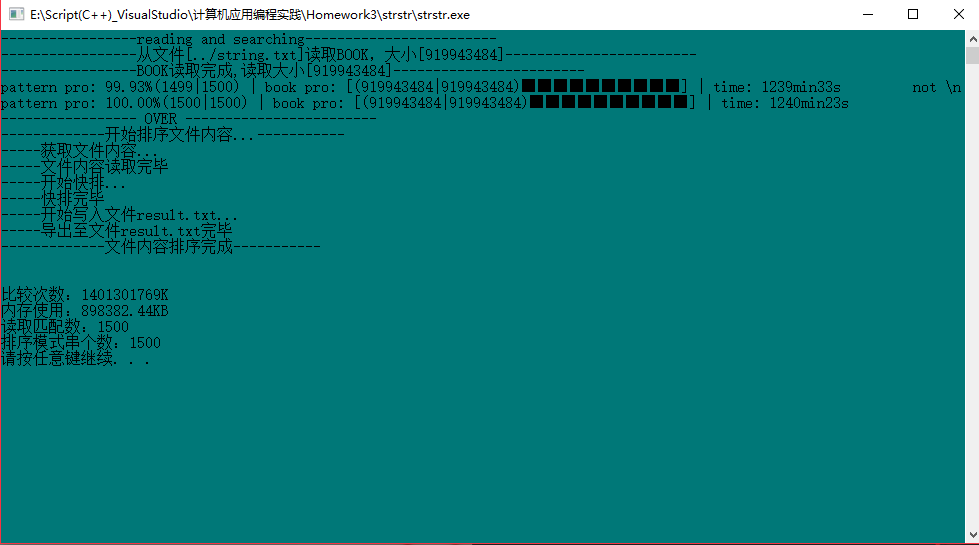 E:\Script(C++)_VisualStudio\计算机应用编程实践\Homework3\strstr\strstr.exe
-----------------reading and searching------------------------
-----------------从文件[../string.txt]读取BOOK，大小[919943484]------------------------
-----------------BOOK读取完成,读取大小[919943484]------------------------
pattern pro: 99.93%(1499|1500) | book pro: [(919943484|919943484)■■■■■■■■■■] | time: 1239min33s         not \n
pattern pro: 100.00%(1500|1500) | book pro: [(919943484|919943484)■■■■■■■■■■] | time: 1240min23s
----------------- OVER ------------------------
-------------开始排序文件内容...-----------
-----获取文件内容...
-----文件内容读取完毕
-----开始快排...
-----快排完毕
-----开始写入文件result.txt...
-----导出至文件result.txt完毕
-------------文件内容排序完成-----------
比较次数：1401301769K
内存使用：898382.44KB
读取匹配数：1500
排序模式串个数：1500
请按任意键继续. . .